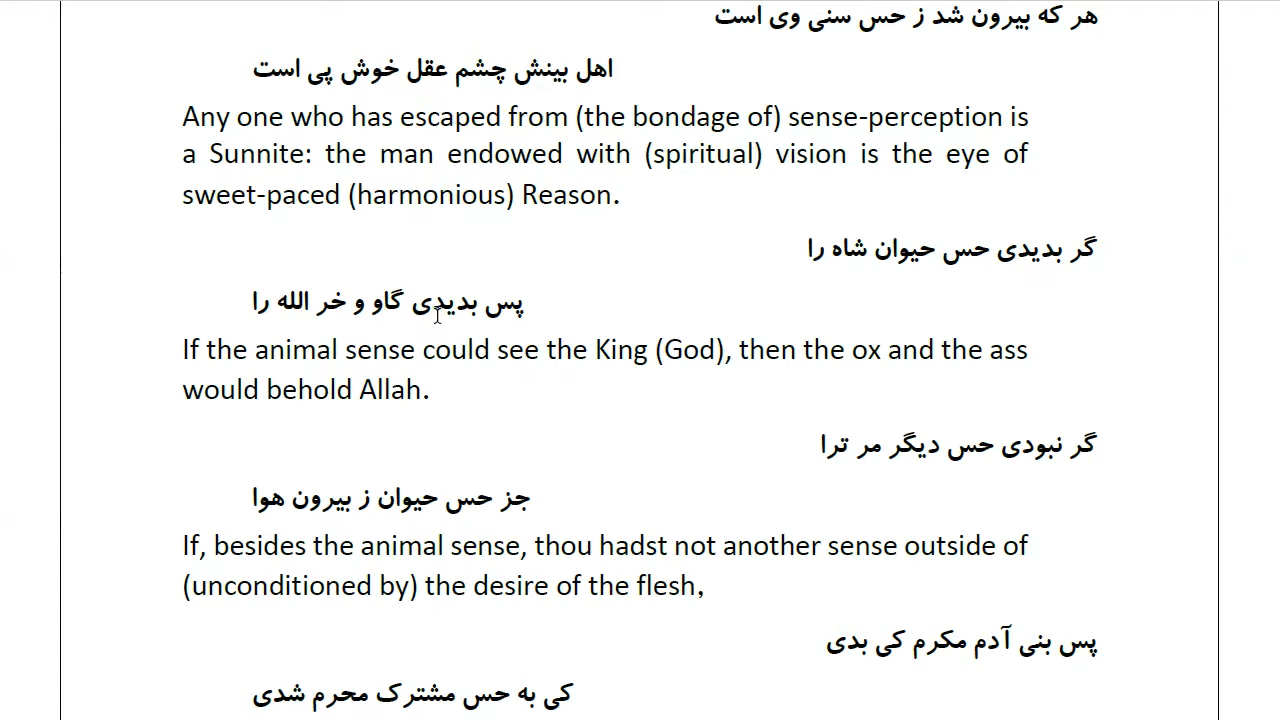 هر که بیرون شد ز حس سنی وی است
اهل بینش چشم عقل خوش پی است
Any one who has escaped from (the bondage of) sense-perception is
a Sunnite: the man endowed with (spiritual) vision is the eye of
sweet-paced (harmonious) Reason.
گر بدیدی حس حیوان شاه را
پس بدیدی گاو و خر الله را
If the animal sense could see the King (God), then the ox and the ass
would behold Allah.
گر نبودی حس دیگر مر ترا
جز حس حیوان ز بیرون هوا
If, besides the animal sense, thou hadst not another sense outside of
(unconditioned by) the desire of the flesh,
پس بنی آدم مکرم کی بدی
کی به حس مشترک محرم شدی